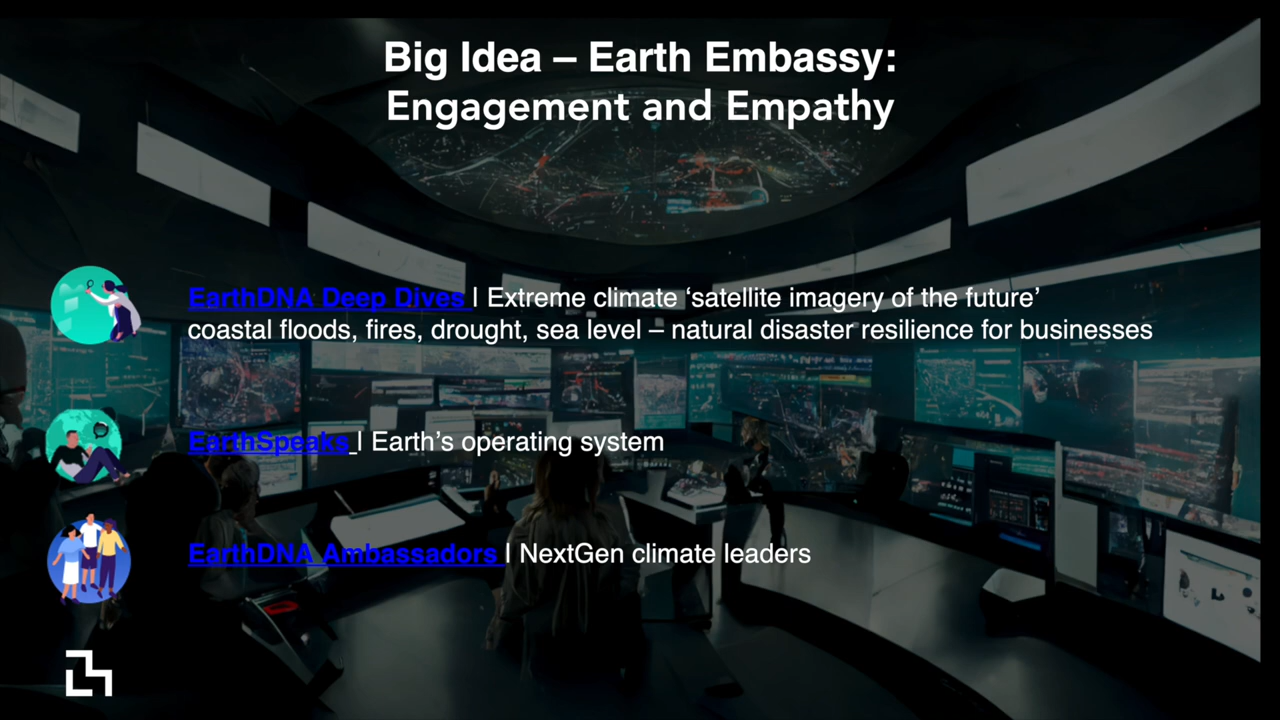 Big Idea – Earth Embassy:
Engagement and Empathy
EarthDNA Deep Dives | Extreme climate ‘satellite imagery of the future’
coastal floods, fires, drought, sea level – natural disaster resilience for businesses
EarthSpeaks | Earth’s operating system
EarthDNA Ambassadors | NextGen climate leaders